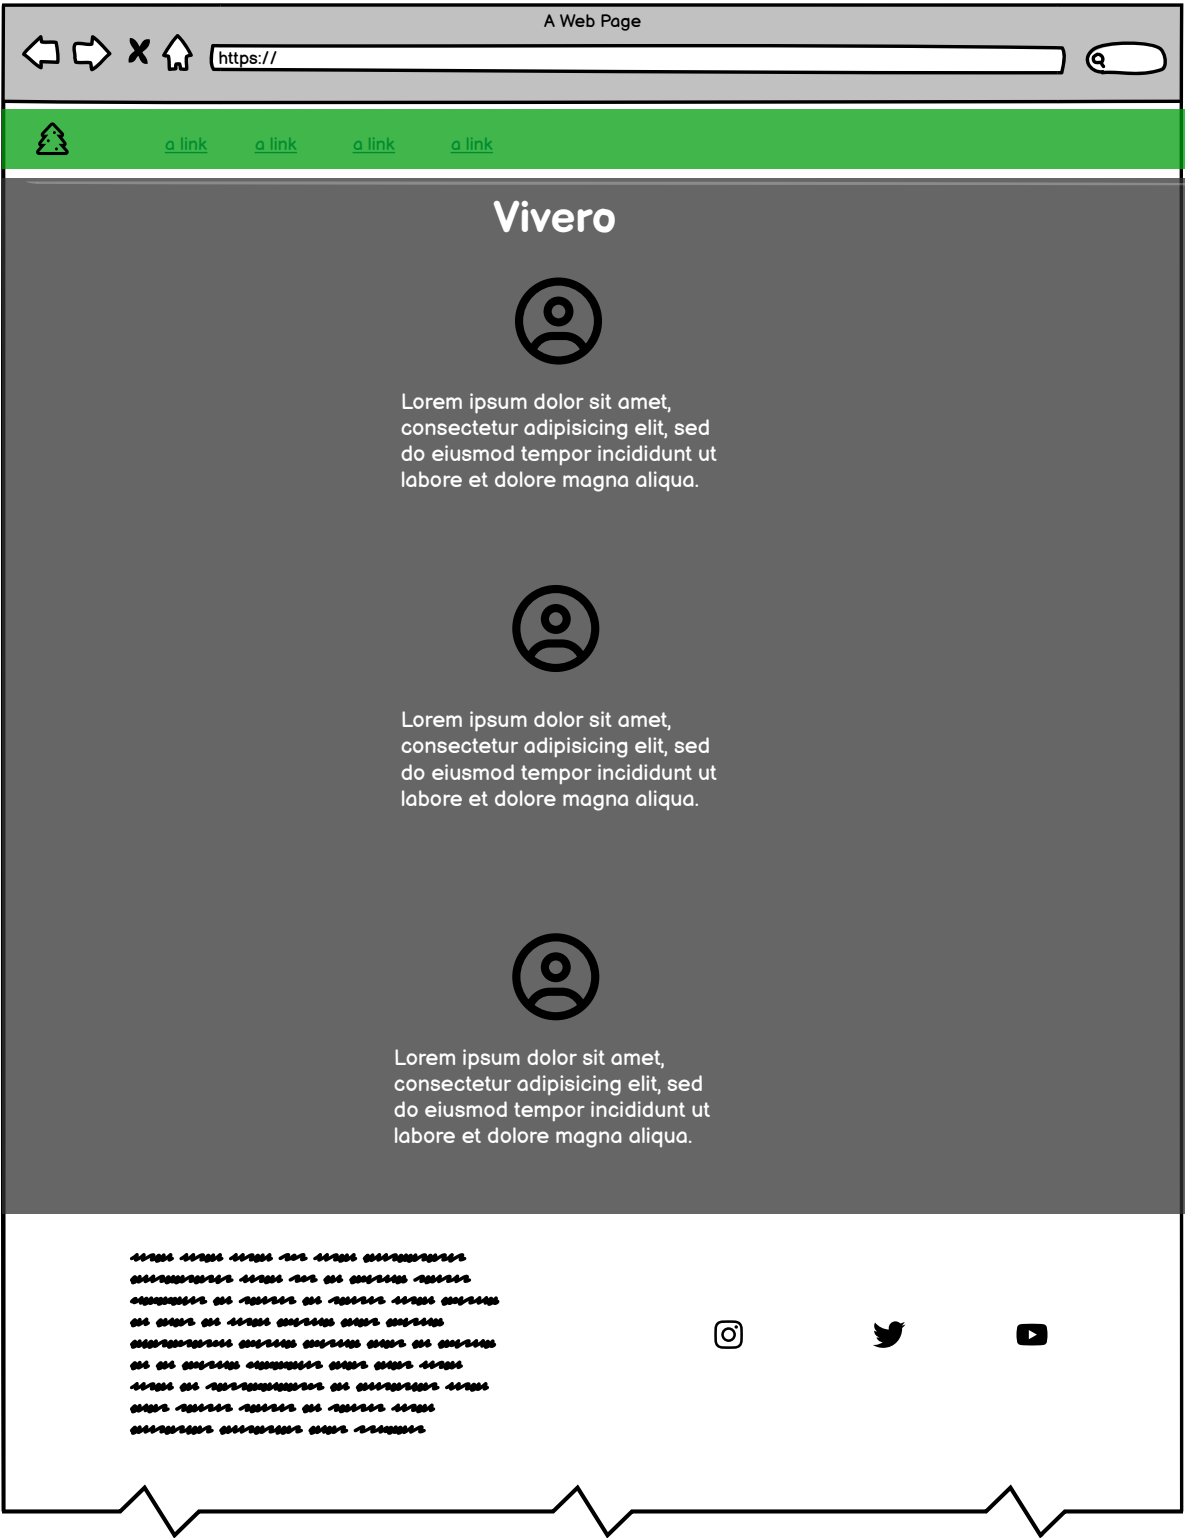 A Web Page
https://
a link a link a link a link
Vivero
Lorem ipsum dolor sit amet,
consectetur adipisicing elit, sed
do eiusmod tempor incididunt ut
labore et dolore magna aliqua.
Lorem ipsum dolor sit amet,
consectetur adipisicing elit, sed
do eiusmod tempor incididunt ut
labore et dolore magna aliqua.
Lorem ipsum dolor sit amet,
consectetur adipisicing elit, sed
do eiusmod tempor incididunt ut
labore et dolore magna aliqua.